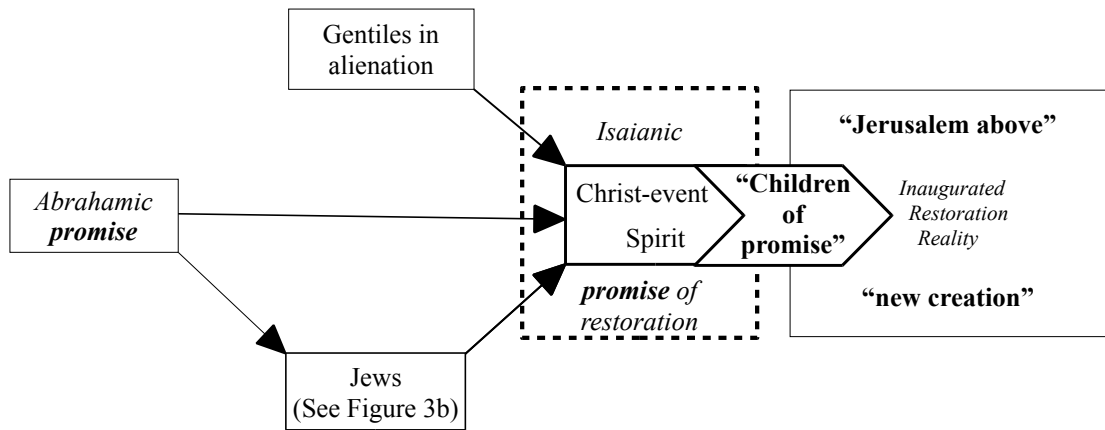 Gentiles in
alienation
Isaianic
“Jerusalem above”
Abrahamic
promise
Christ-event
Spirit
“Children
of
promise”
Inaugurated
Restoration
Reality
promise of
restoration
“new creation”
Jews
(See Figure 3b)